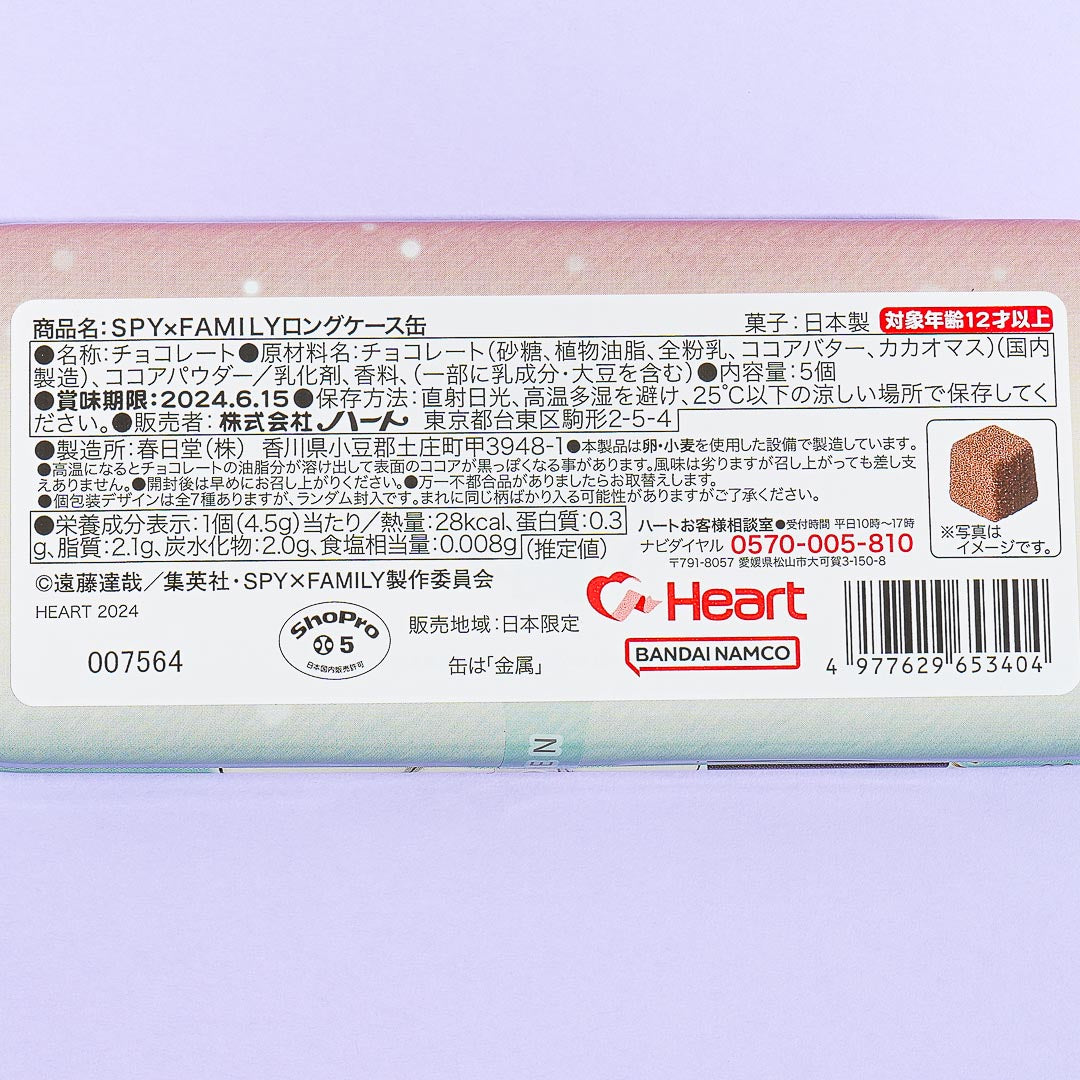 商品名：SPY×FAMILYロングケース缶
菓子：日本製 対象年齢12才以上
●名称：チョコレート●原材料名：チョコレート(砂糖、植物油脂、全粉乳、ココアバター、カカオマス)(国内
製造)、ココアパウダー／乳化剤、香料、(一部に乳成分・大豆を含む)●内容量：5個
●賞味期限：2024.6.15●保存方法：直射日光、高温多湿を避け、25℃以下の涼しい場所で保存してく
ださい。●販売者：株式会社ハート 東京都台東区駒形2-5-4
●製造所：春日堂(株) 香川県小豆郡土庄町甲3948-1●本製品は卵・小麦を使用した設備で製造しています。
●高温になるとチョコレートの油脂分が溶け出して表面のココアが黒っぽくなる事があります。風味は劣りますが召し上がっても差し支
えありません。●開封後は早めにお召し上がりください。●万一不都合品がありましたらお取替えします。
●個包装デザインは全7種ありますが、ランダム封入です。まれに同じ柄ばかり入る可能性がありますがご了承ください。
※写真は
イメージです。
●栄養成分表示：1個(4.5g)当たり／熱量：28kcal、蛋白質：0.3
g、脂質：2.1g、炭水化物：2.0g、食塩相当量：0.008g (推定値)
ハートお客様相談室●受付時間 平日10時〜17時
ナビダイヤル 0570-005-810
〒791-8057 愛媛県松山市大可賀3-150-8
©遠藤達哉／集英社・SPY×FAMILY製作委員会
HEART 2024
007564
ShoPro
5
日本国内販売許可
販売地域：日本限定
缶は「金属」
Heart
BANDAI NAMCO
4 977629 653404
EN